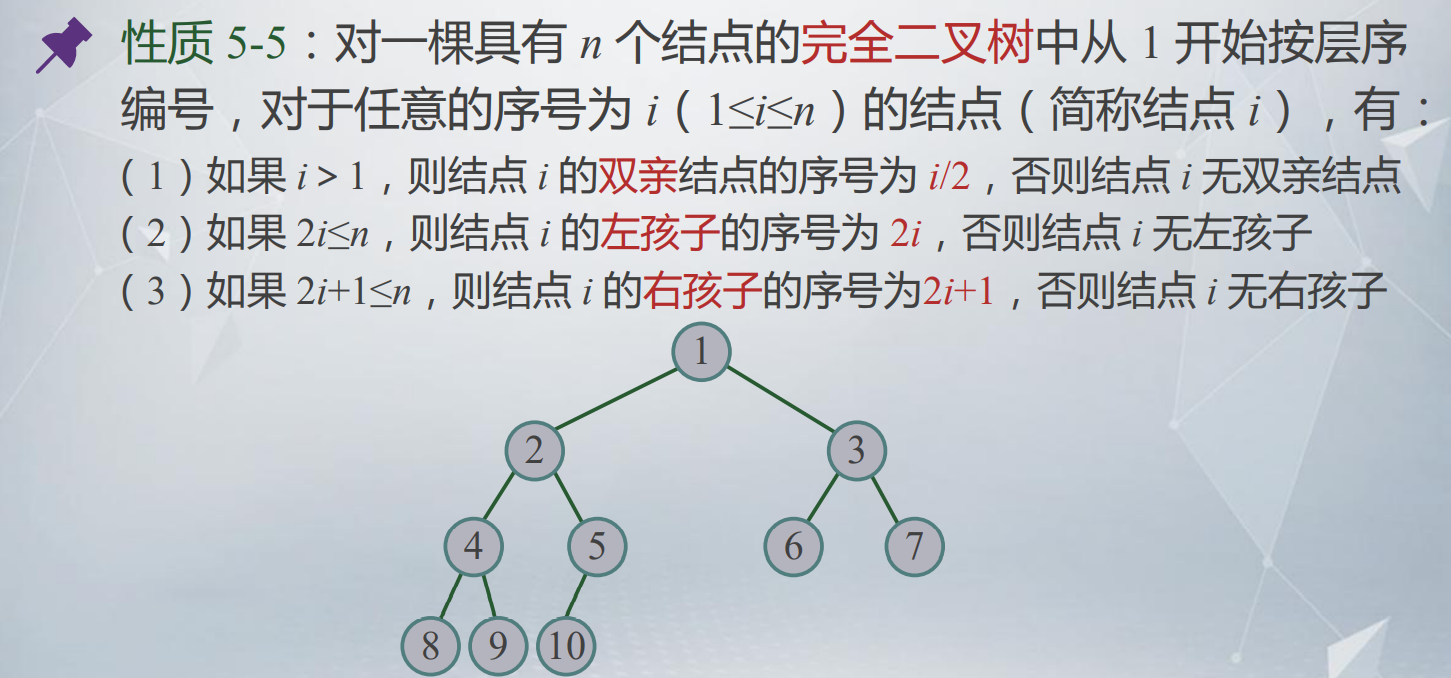 性质 5-5：对一棵具有 n 个结点的完全二叉树中从 1 开始按层序
编号，对于任意的序号为 i（1≤i≤n）的结点（简称结点 i），有：
（1）如果 i > 1，则结点 i 的双亲结点的序号为 i/2，否则结点 i 无双亲结点
（2）如果 2i≤n，则结点 i 的左孩子的序号为 2i，否则结点 i 无左孩子
（3）如果 2i+1≤n，则结点 i 的右孩子的序号为2i+1，否则结点 i 无右孩子
1
2 3
4 5 6 7
8 9 10